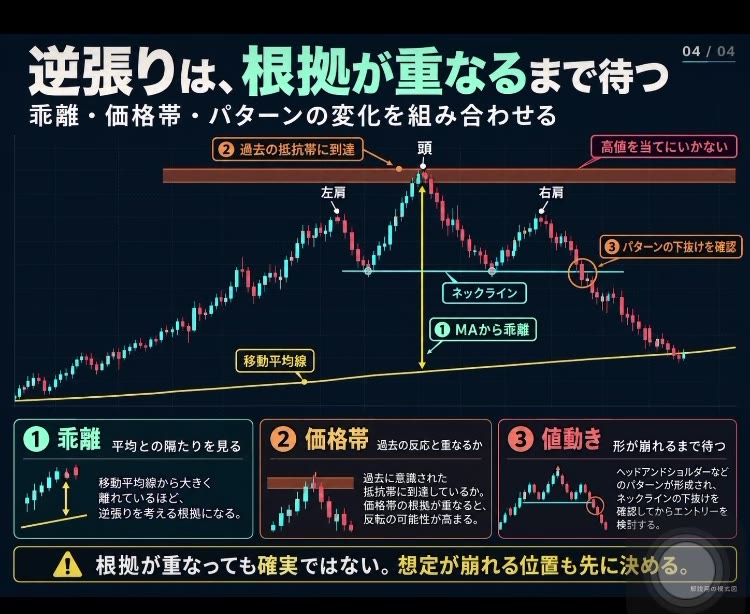 04 / 04
逆張りは、根拠が重なるまで待つ
乖離・価格帯・パターンの変化を組み合わせる
2 過去の抵抗帯に到達
頭
高値を当てにいかない
左肩
右肩
3 パターンの下抜けを確認
ネックライン
1 MAから乖離
移動平均線
1 乖離 平均との隔たりを見る
移動平均線から大きく
離れているほど、
逆張りを考える根拠になる。
2 価格帯 過去の反応と重なるか
過去に意識された
抵抗帯に到達しているか。
価格帯の根拠が重なると、
反転の可能性が高まる。
3 値動き 形が崩れるまで待つ
ヘッドアンドショルダーなど
のパターンが形成され、
ネックラインの下抜けを
確認してからエントリーを
検討する。
根拠が重なっても確実ではない。想定が崩れる位置も先に決める。
解説用の模式図